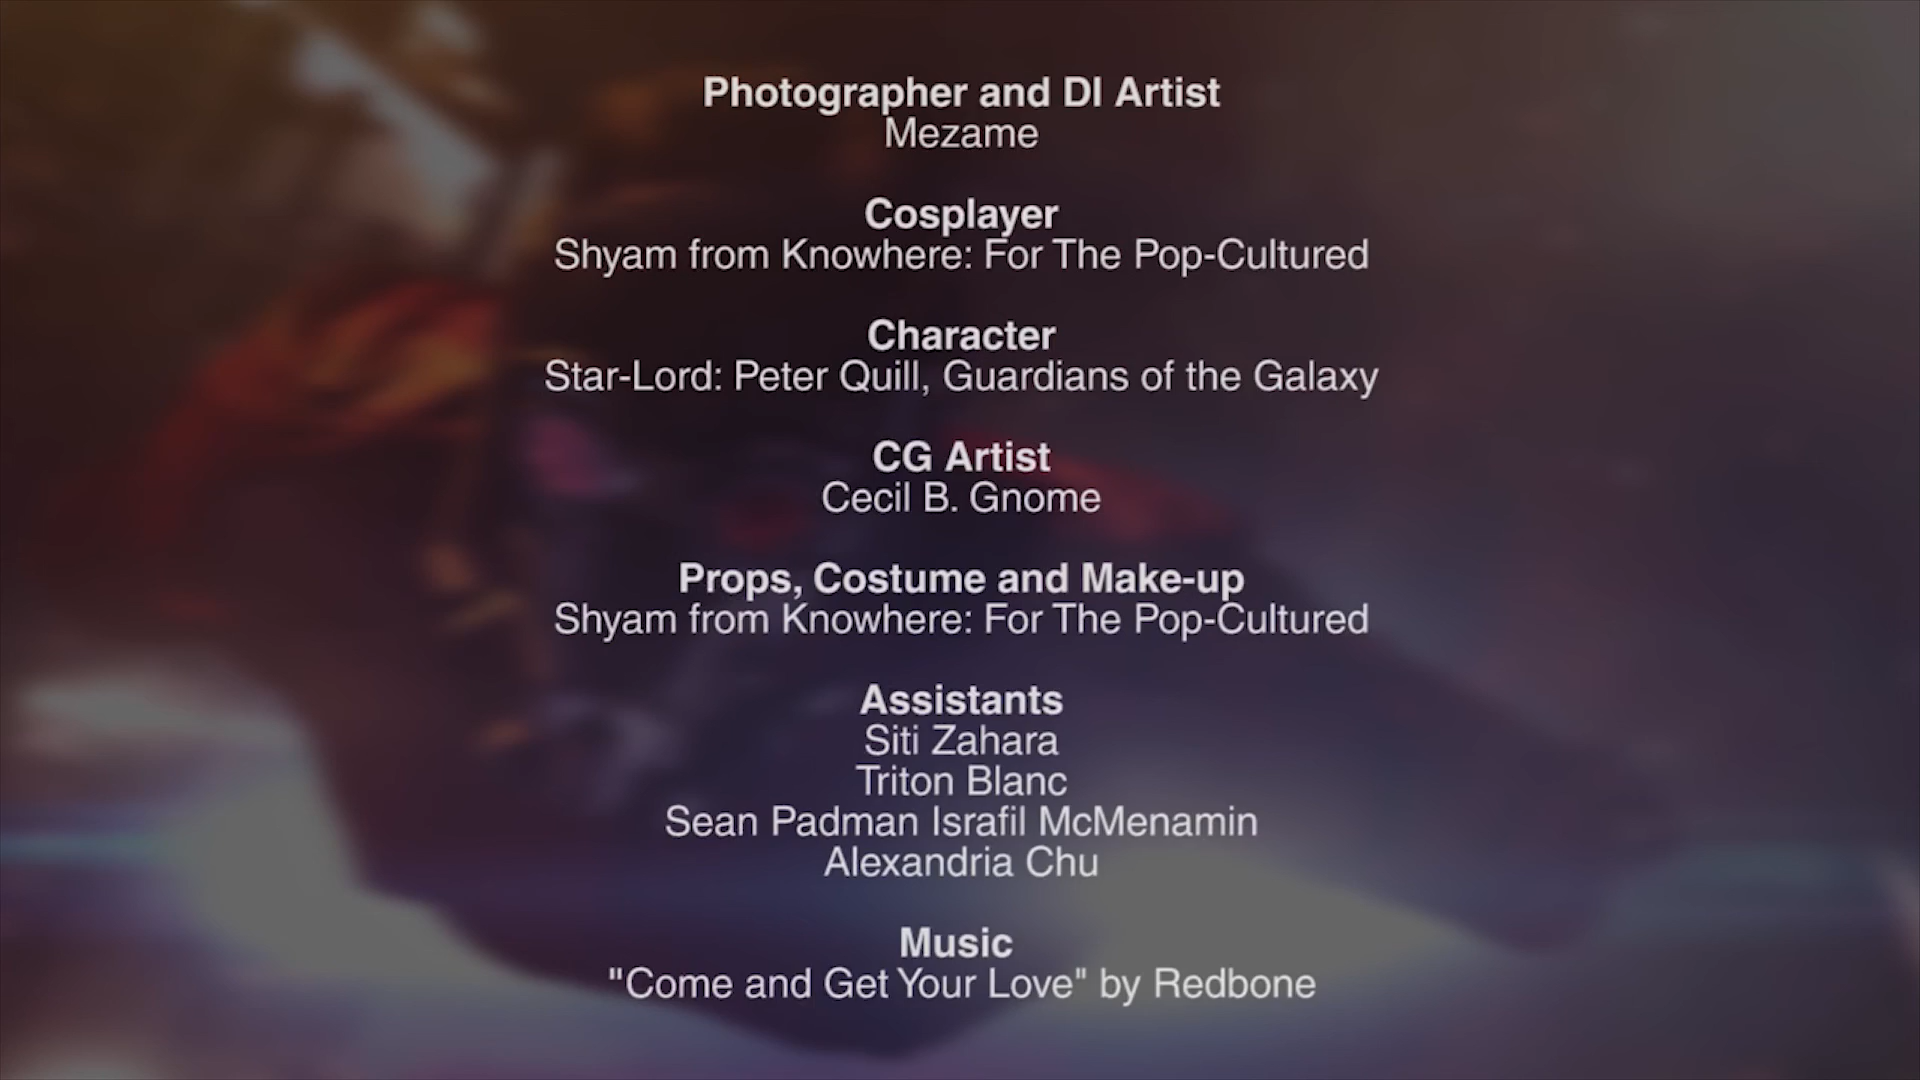 Photographer and DI Artist
Mezame
Cosplayer
Shyam from Knowhere: For The Pop-Cultured
Character
Star-Lord: Peter Quill, Guardians of the Galaxy
CG Artist
Cecil B. Gnome
Props, Costume and Make-up
Shyam from Knowhere: For The Pop-Cultured
Assistants
Siti Zahara
Triton Blanc
Sean Padman Israfil McMenamin
Alexandria Chu
Music
"Come and Get Your Love" by Redbone